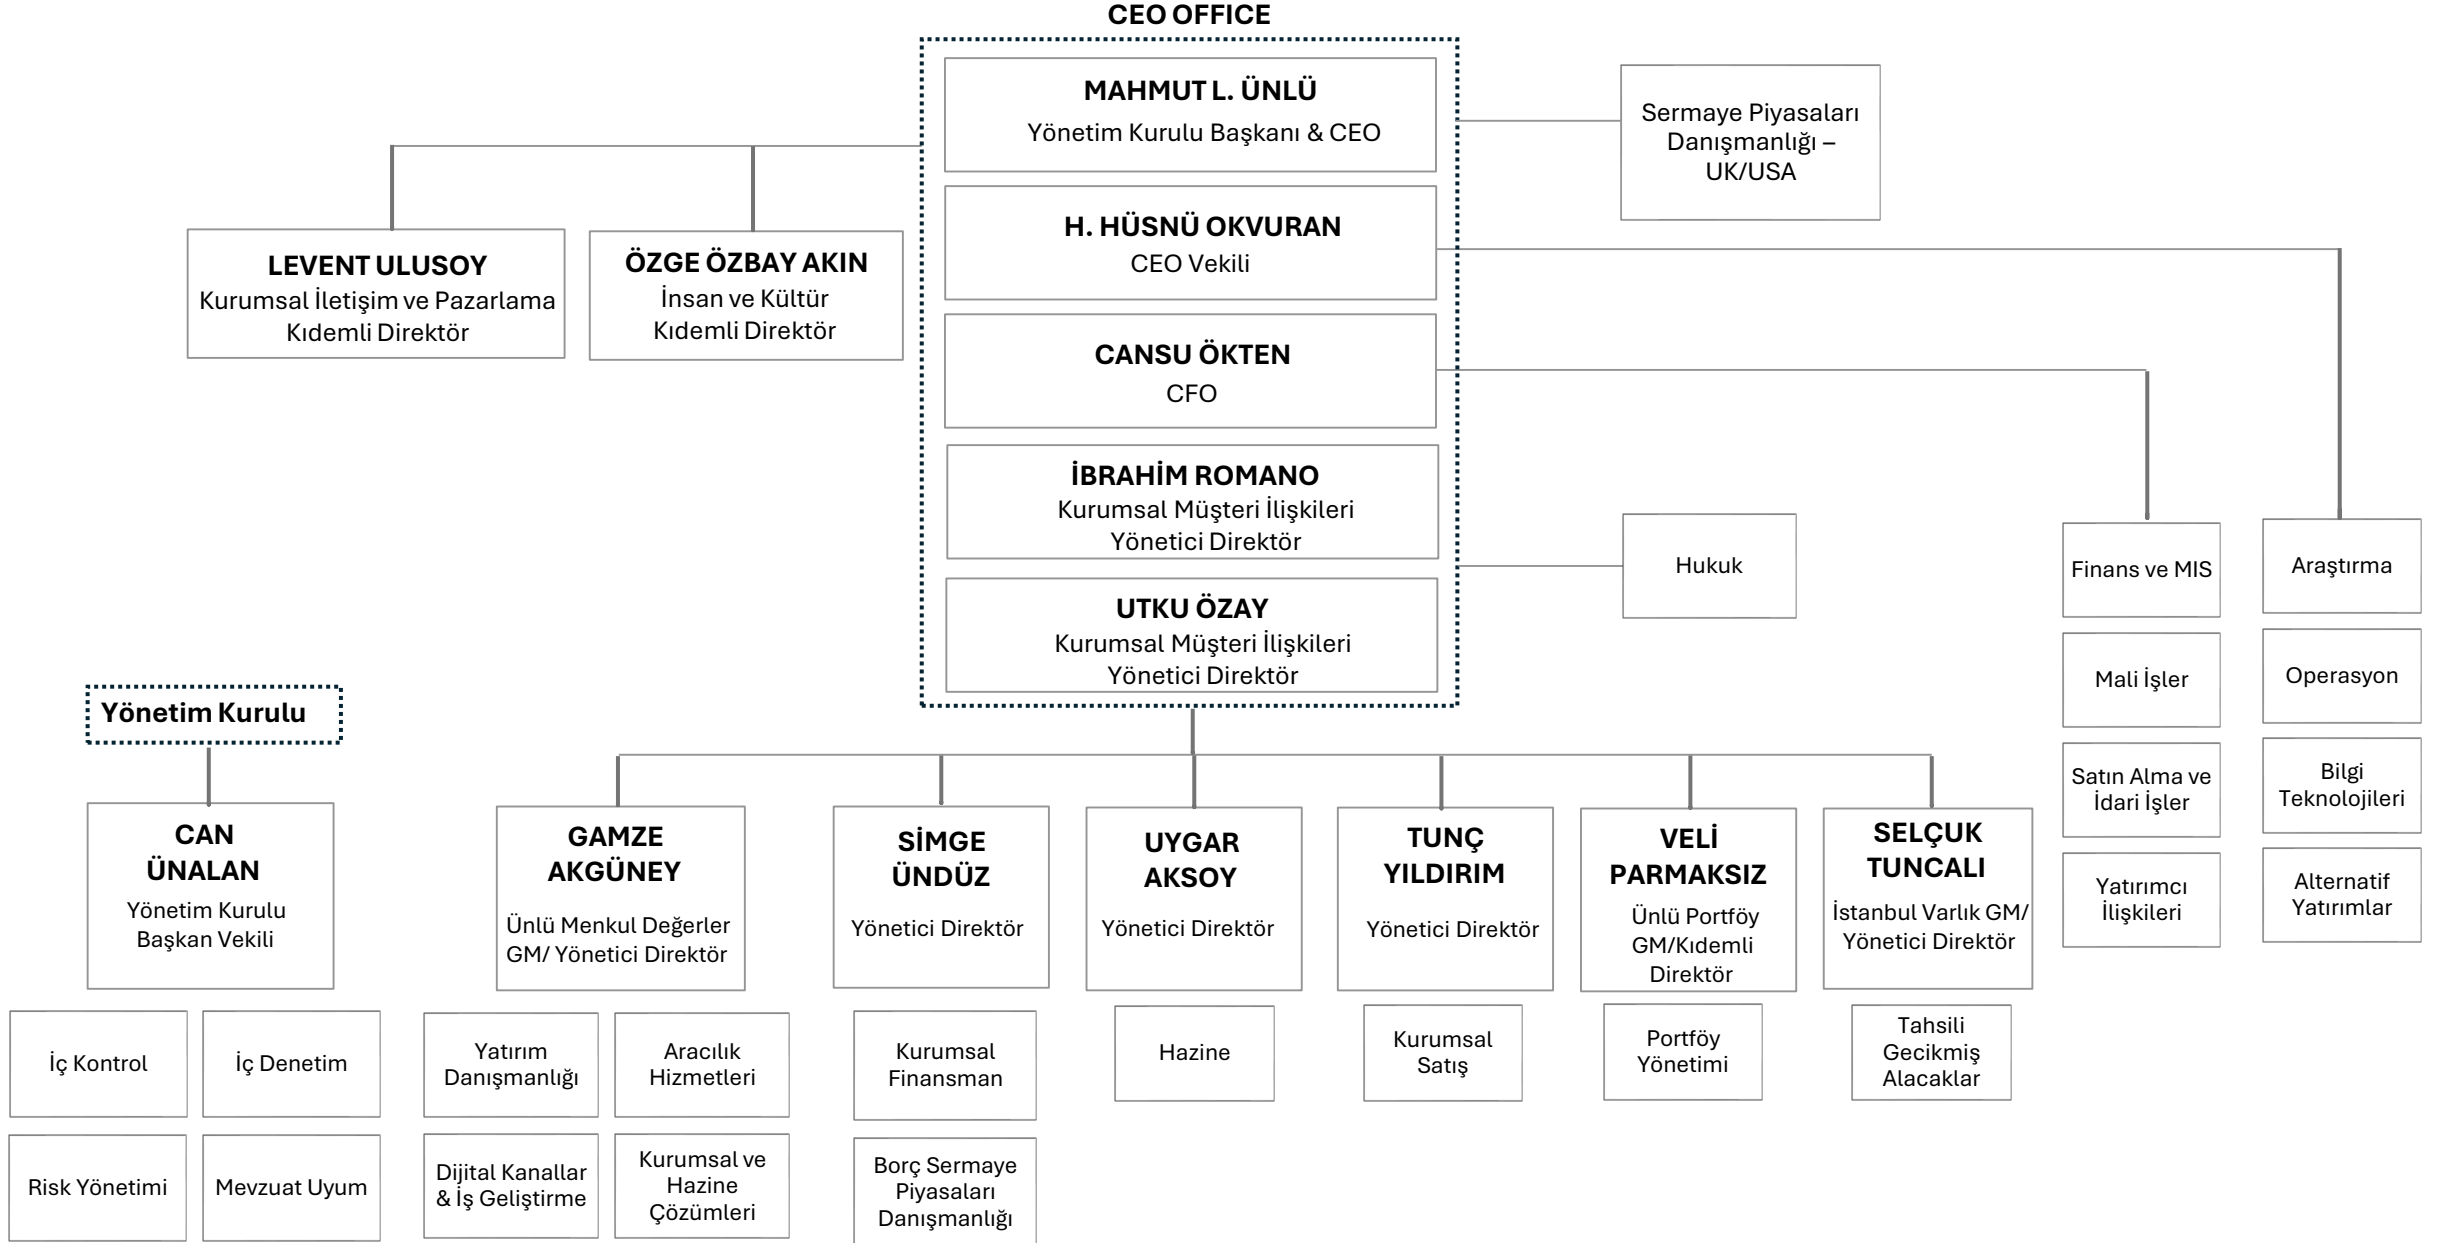 CEO OFFICE
MAHMUT L. ÜNLÜ
Yönetim Kurulu Başkanı & CEO
Sermaye Piyasaları
Danışmanlığı –
UK/USA
H. HÜSNÜ OKVURAN
CEO Vekili
LEVENT ULUSOY
Kurumsal İletişim ve Pazarlama
Kıdemli Direktör
ÖZGE ÖZBAY AKIN
İnsan ve Kültür
Kıdemli Direktör
CANSU ÖKTEN
CFO
İBRAHİM ROMANO
Kurumsal Müşteri İlişkileri
Yönetici Direktör
UTKU ÖZAY
Kurumsal Müşteri İlişkileri
Yönetici Direktör
Hukuk
Finans ve MIS
Mali İşler
Satın Alma ve
İdari İşler
Yatırımcı
İlişkileri
Araştırma
Operasyon
Bilgi
Teknolojileri
Alternatif
Yatırımlar
Yönetim Kurulu
CAN
ÜNALAN
Yönetim Kurulu
Başkan Vekili
İç Kontrol
İç Denetim
Risk Yönetimi
Mevzuat Uyum
GAMZE
AKGÜNEY
Ünlü Menkul Değerler
GM/ Yönetici Direktör
Yatırım
Danışmanlığı
Aracılık
Hizmetleri
Dijital Kanallar
& İş Geliştirme
Kurumsal ve
Hazine
Çözümleri
SİMGE
ÜNDÜZ
Yönetici Direktör
Kurumsal
Finansman
Borç Sermaye
Piyasaları
Danışmanlığı
UYGAR
AKSOY
Yönetici Direktör
Hazine
TUNÇ
YILDIRIM
Yönetici Direktör
Kurumsal
Satış
VELİ
PARMAKSIZ
Ünlü Portföy
GM/Kıdemli
Direktör
Portföy
Yönetimi
SELÇUK
TUNCALI
İstanbul Varlık GM/
Yönetici Direktör
Tahsili
Gecikmiş
Alacaklar